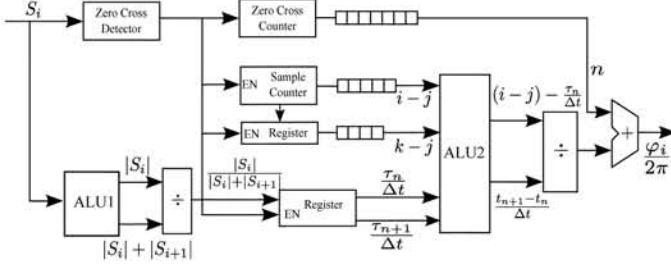 S_i
Zero Cross
Detector
Zero Cross
Counter
n
EN
Sample
Counter
i − j
(i − j) − τ_n/Δt
EN
Register
k − j
ALU2
÷
+
φ_i/2π
|S_i|
ALU1
÷
|S_i|/|S_i|+|S_{i+1}|
Register
EN
τ_n/Δt
τ_{n+1}/Δt
t_{n+1}−t_n/Δt
|S_i| + |S_{i+1}|